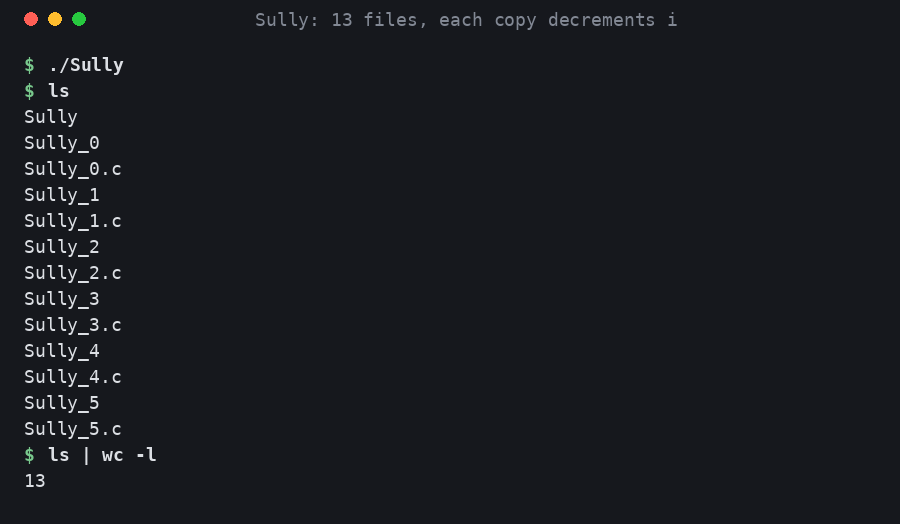 Sully: 13 files, each copy decrements i
$ ./Sully
$ ls
Sully
Sully_0
Sully_0.c
Sully_1
Sully_1.c
Sully_2
Sully_2.c
Sully_3
Sully_3.c
Sully_4
Sully_4.c
Sully_5
Sully_5.c
$ ls | wc -l
13